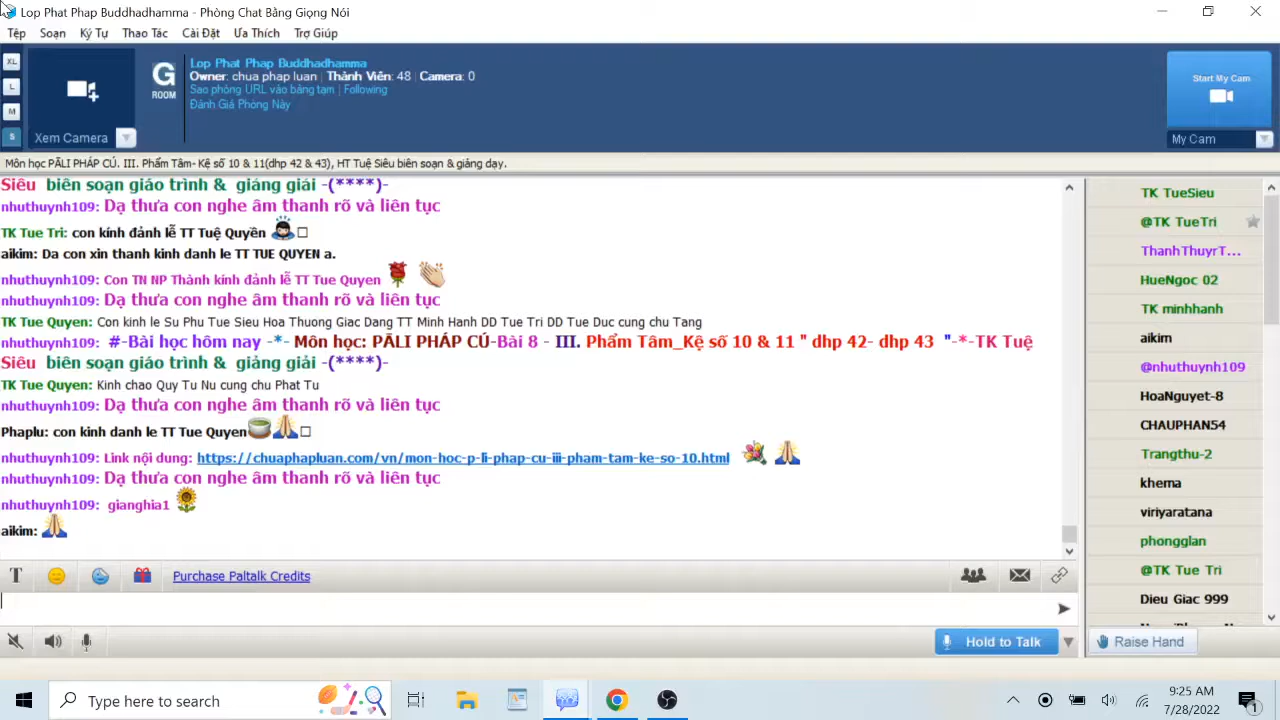 Lop Phat Phap Buddhadhamma - Phòng Chat Bằng Giọng Nói
Tệp Soạn Ký Tự Thao Tác Cài Đặt Ưa Thích Trợ Giúp
XL
L
M
S
Xem Camera
G
ROOM
Lop Phat Phap Buddhadhamma
Owner: chua phap luan | Thành Viên: 48 | Camera: 0
Sao phỏng URL vào bảng tạm | Following
Đánh Giá Phòng Này
Start My Cam
My Cam
Môn học PĀLI PHÁP CÚ. III. Phẩm Tâm- Kệ số 10 & 11(dhp 42 & 43), HT Tuệ Siêu biên soạn & giảng dạy.
Siêu biên soạn giáo trình & giảng giải -(****)-
nhuthuynh109: Dạ thưa con nghe âm thanh rõ và liên tục
TK Tue Tri: con kính đảnh lễ TT Tuệ Quyền
aikim: Da con xin thanh kinh danh le TT TUE QUYEN a.
nhuthuynh109: Con TN NP Thành kính đảnh lễ TT Tue Quyen
nhuthuynh109: Dạ thưa con nghe âm thanh rõ và liên tục
TK Tue Quyen: Con kinh le Su Phu Tue Sieu Hoa Thuong Giac Dang TT Minh Hanh DD Tue Tri DD Tue Duc cung chu Tang
nhuthuynh109: #-Bài học hôm nay -*- Môn học: PĀLI PHÁP CÚ-Bài 8 - III. Phẩm Tâm_Kệ số 10 & 11 " dhp 42- dhp 43 "-*-TK Tuệ
Siêu biên soạn giáo trình & giảng giải -(****)-
TK Tue Quyen: Kinh chao Quy Tu Nu cung chu Phat Tu
nhuthuynh109: Dạ thưa con nghe âm thanh rõ và liên tục
Phaplu: con kinh danh le TT Tue Quyen
nhuthuynh109: Link nội dung: https://chuaphapluan.com/vn/mon-hoc-p-li-phap-cu-iii-pham-tam-ke-so-10.html
nhuthuynh109: Dạ thưa con nghe âm thanh rõ và liên tục
nhuthuynh109: gianghia1
aikim:
TK TueSieu
@TK TueTri
ThanhThuyrT...
HueNgoc 02
TK minhhanh
aikim
@nhuthuynh109
HoaNguyet-8
CHAUPHAN54
Trangthu-2
khema
viriyaratana
phongglan
@TK Tue Tri
Dieu Giac 999
T Purchase Paltalk Credits
Hold to Talk
Raise Hand
Type here to search
9:25 AM
7/28/2022
1